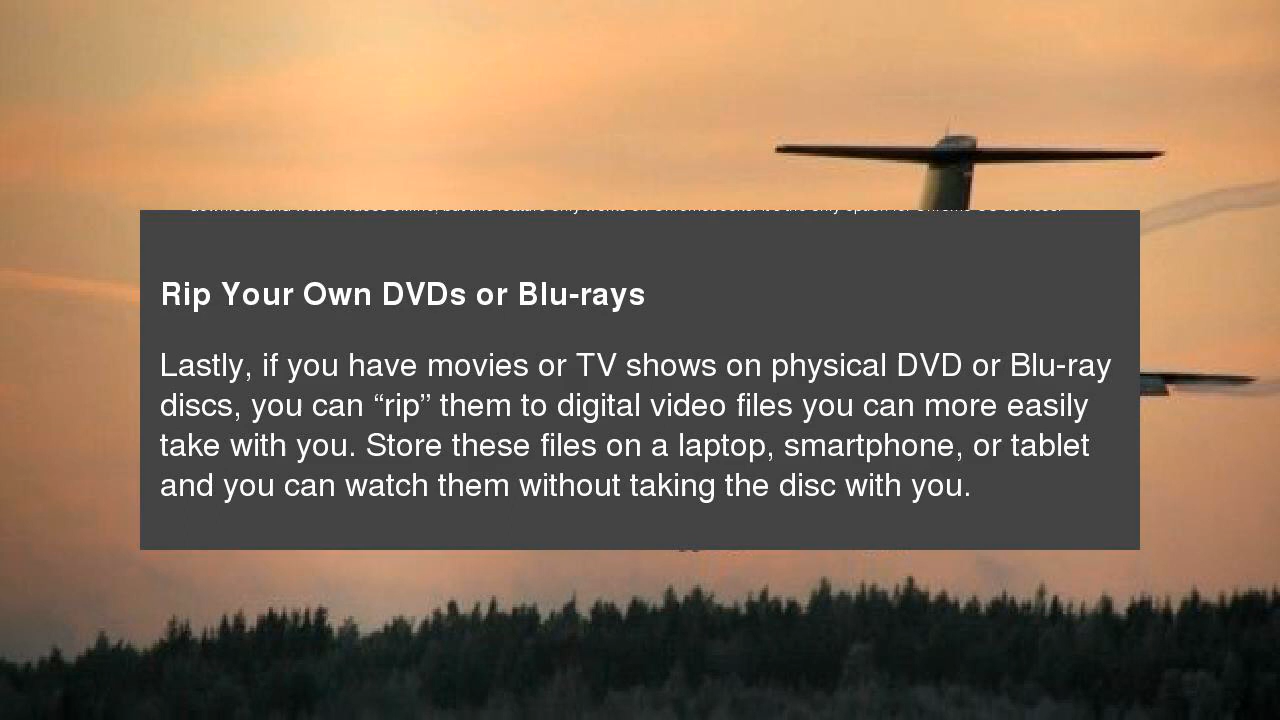 Rip Your Own DVDs or Blu-rays
Lastly, if you have movies or TV shows on physical DVD or Blu-ray
discs, you can “rip” them to digital video files you can more easily
take with you. Store these files on a laptop, smartphone, or tablet
and you can watch them without taking the disc with you.